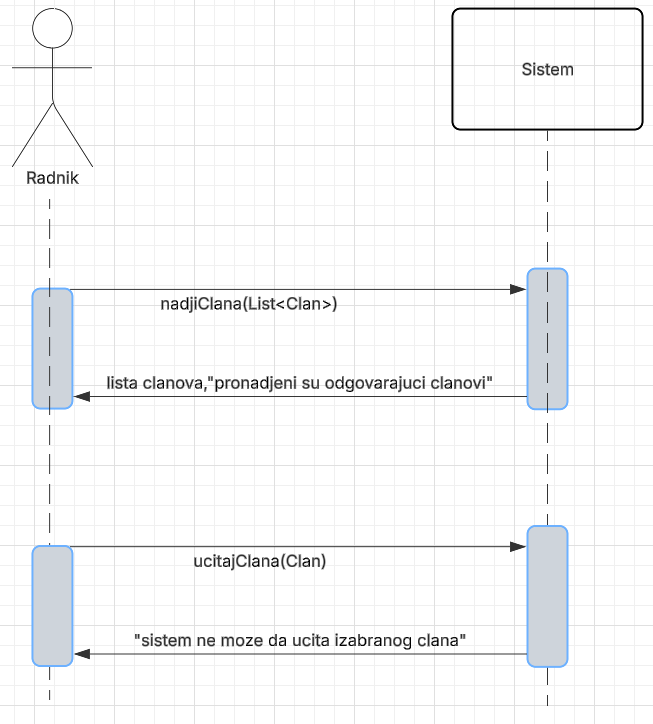 Sistem
Radnik
nadjiClana(List<Clan>)
lista clanova,"pronadjeni su odgovarajuci clanovi"
ucitajClana(Clan)
"sistem ne moze da ucita izabranog clana"